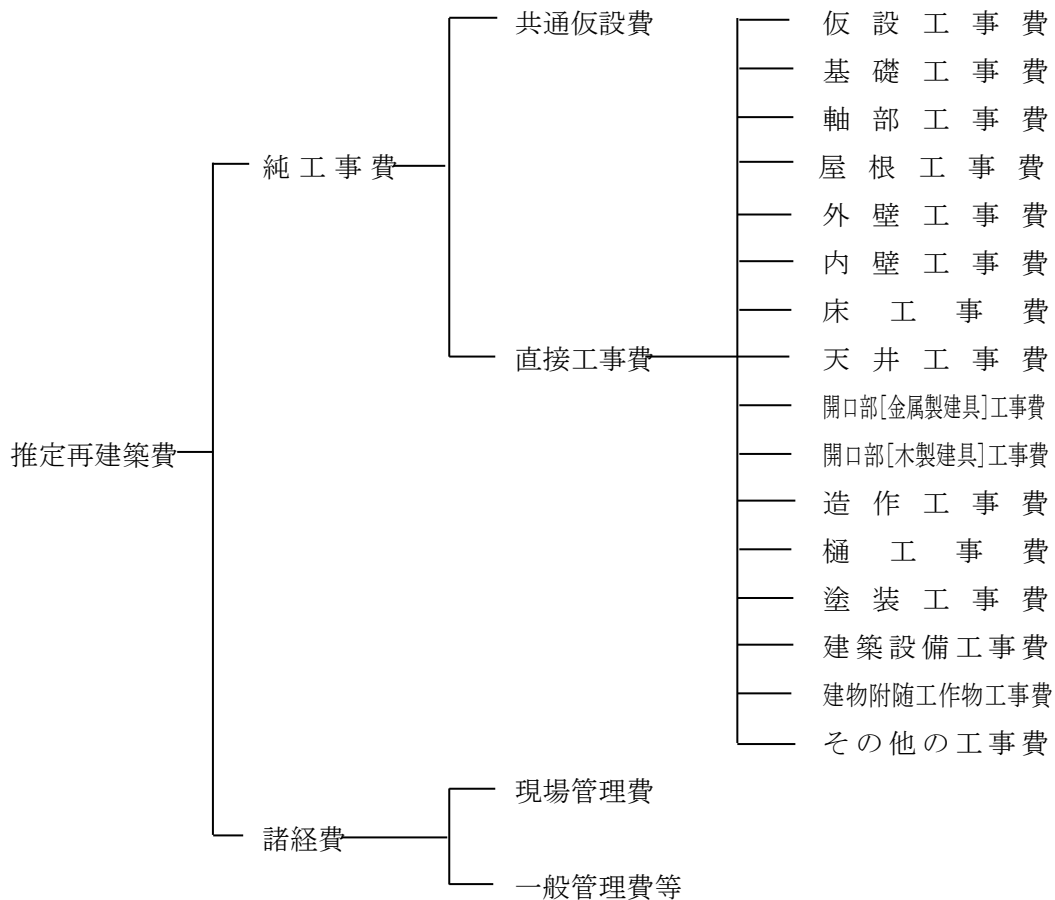 共通仮設費
仮設工事費
基礎工事費
軸部工事費
純工事費
屋根工事費
外壁工事費
内壁工事費
床工事費
直接工事費
天井工事費
開口部[金属製建具]工事費
推定再建築費
開口部[木製建具]工事費
造作工事費
樋工事費
塗装工事費
建築設備工事費
建物附随工作物工事費
その他の工事費
現場管理費
諸経費
一般管理費等